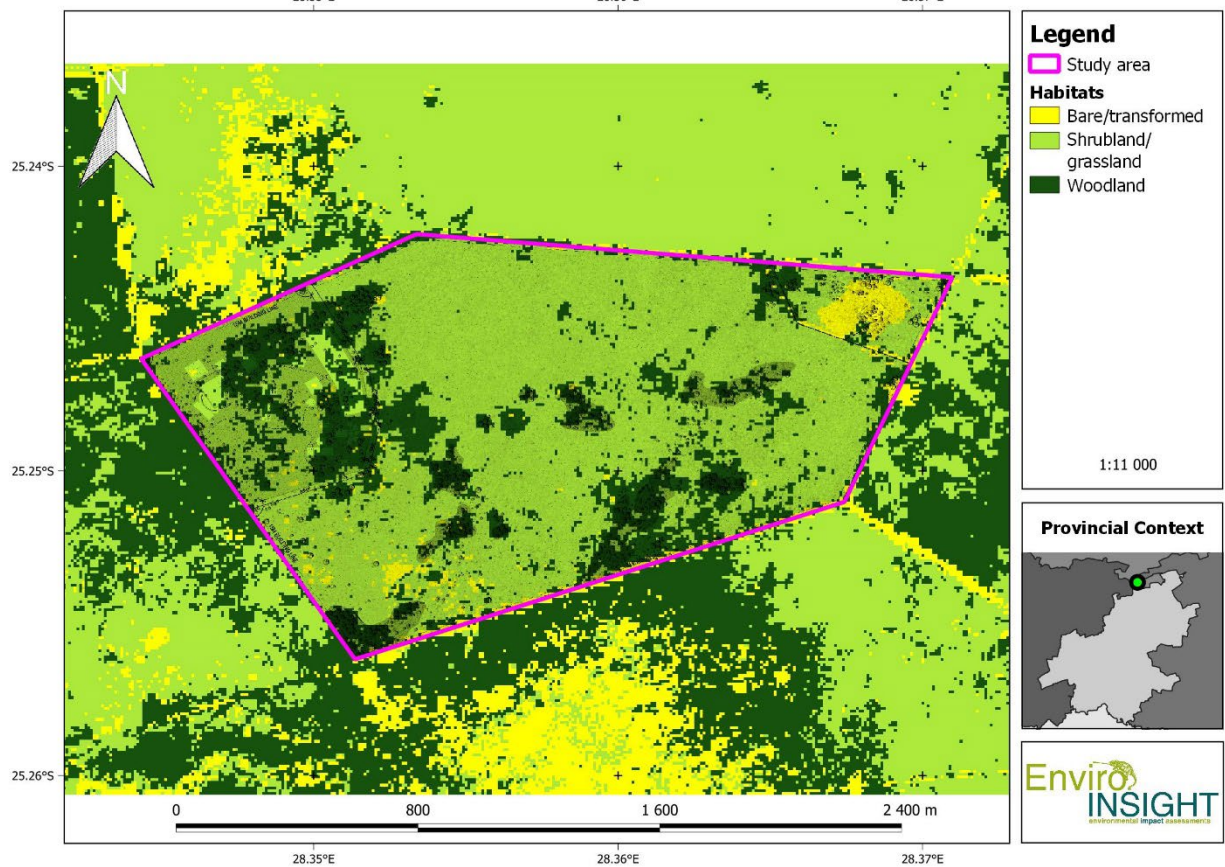 N
Legend
Study area
Habitats
Bare/transformed
Shrubland/
grassland
Woodland
25.24°S
25.25°S
1:11 000
Provincial Context
25.26°S
Enviro
INSIGHT
environmental impact assessments
0 800 1 600 2 400 m
28.35°E 28.36°E 28.37°E